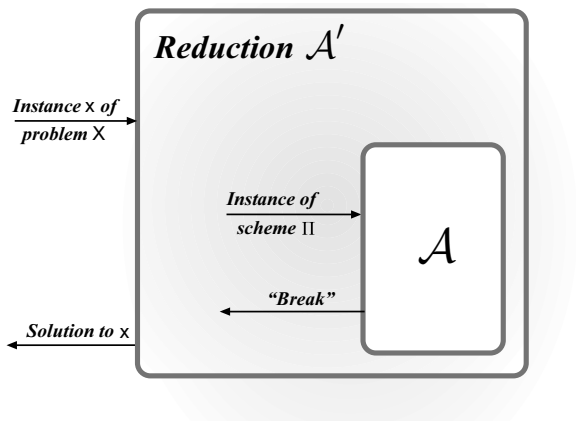 Reduction 𝒜′
Instance x of
problem X
Instance of
scheme Π
𝒜
“Break”
Solution to x